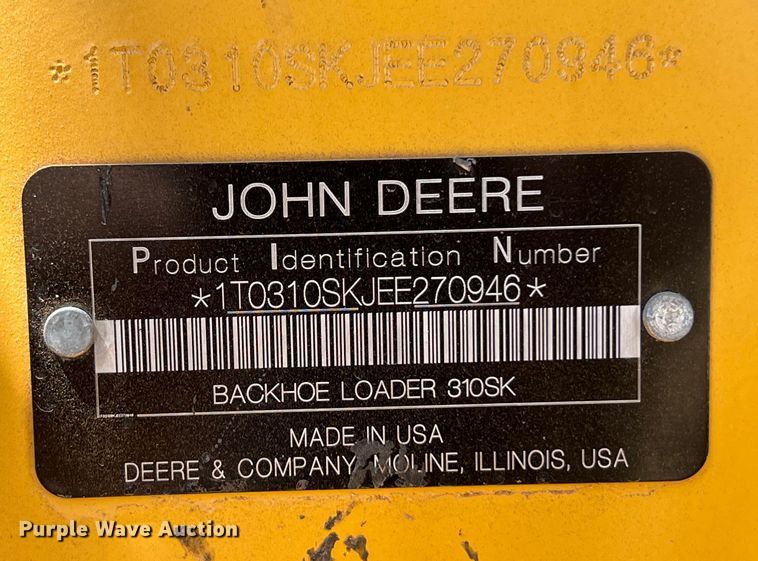 *1T0310SKJEE270946*
JOHN DEERE
Product Identification Number
*1T0310SKJEE270946*
BACKHOE LOADER 310SK
MADE IN USA
DEERE & COMPANY MOLINE, ILLINOIS, USA
Purple Wave Auction